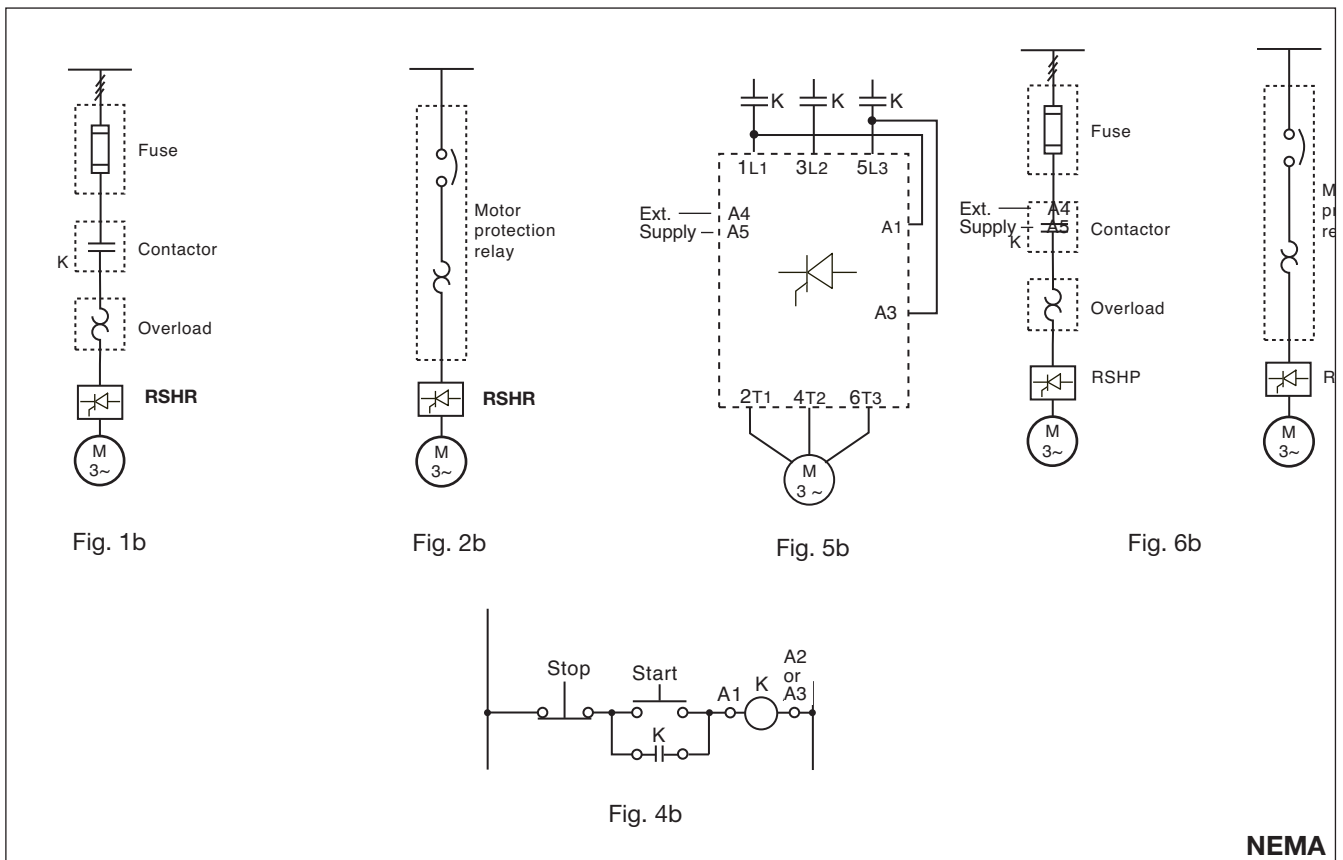 Fuse
K
Contactor
Overload
RSHR
M
3~
Fig. 1b
Motor
protection
relay
RSHR
M
3~
Fig. 2b
K
K
K
1L1
3L2
5L3
Ext.
A4
Supply
A5
A1
A3
2T1
4T2
6T3
M
3 ~
Fig. 5b
Fuse
Ext.
A4
Supply
A5
K
Contactor
Overload
RSHP
M
3~
M
pr
re
R
M
3~
Fig. 6b
Stop
Start
A1
K
A2
or
A3
K
Fig. 4b
NEMA